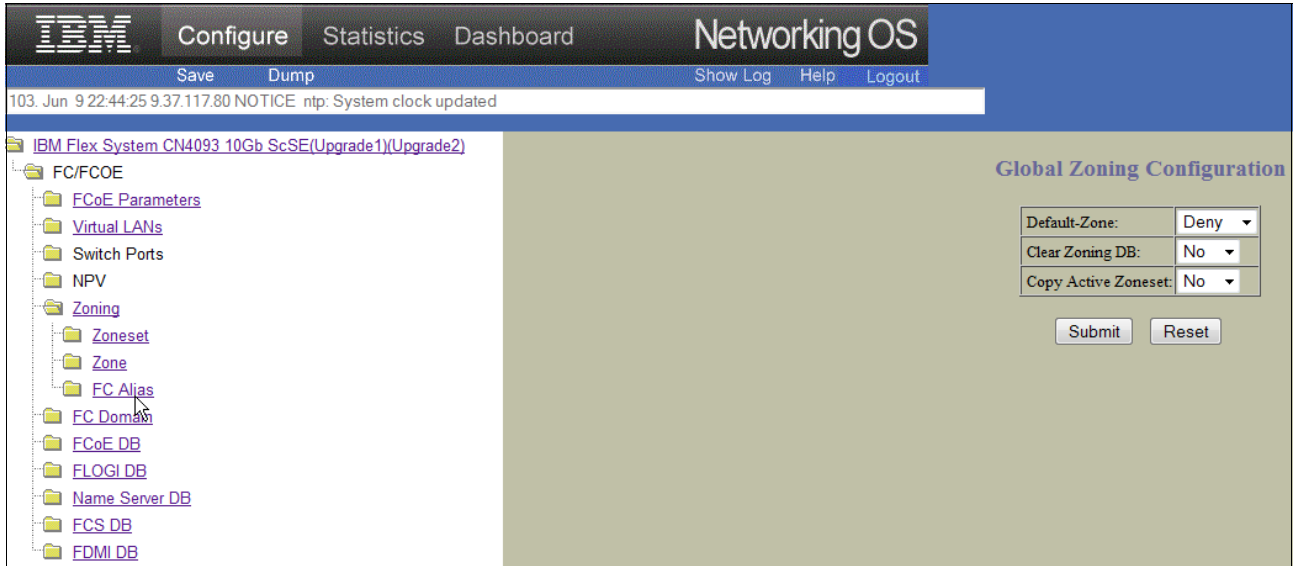 IBM Configure Statistics Dashboard Networking OS
Save Dump Show Log Help Logout
103. Jun 9 22:44:25 9.37.117.80 NOTICE ntp: System clock updated
IBM Flex System CN4093 10Gb ScSE(Upgrade1)(Upgrade2)
FC/FCOE
FCoE Parameters
Virtual LANs
Switch Ports
NPV
Zoning
Zoneset
Zone
FC Alias
FC Domain
FCoE DB
FLOGI DB
Name Server DB
FCS DB
FDMI DB
Global Zoning Configuration
Default-Zone: Deny
Clear Zoning DB: No
Copy Active Zoneset: No
Submit Reset